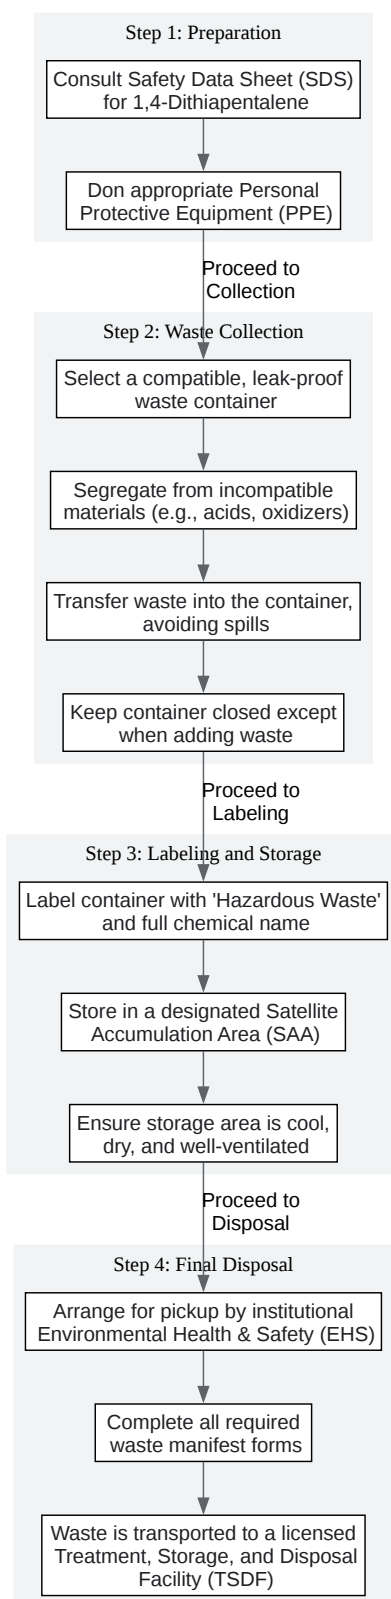 Step 1: Preparation
Consult Safety Data Sheet (SDS)
for 1,4-Dithiapentalene
Don appropriate Personal
Protective Equipment (PPE)
Proceed to
Collection
Step 2: Waste Collection
Select a compatible, leak-proof
waste container
Segregate from incompatible
materials (e.g., acids, oxidizers)
Transfer waste into the container,
avoiding spills
Keep container closed except
when adding waste
Proceed to
Labeling
Step 3: Labeling and Storage
Label container with 'Hazardous Waste'
and full chemical name
Store in a designated Satellite
Accumulation Area (SAA)
Ensure storage area is cool,
dry, and well-ventilated
Proceed to
Disposal
Step 4: Final Disposal
Arrange for pickup by institutional
Environmental Health & Safety (EHS)
Complete all required
waste manifest forms
Waste is transported to a licensed
Treatment, Storage, and Disposal
Facility (TSDF)